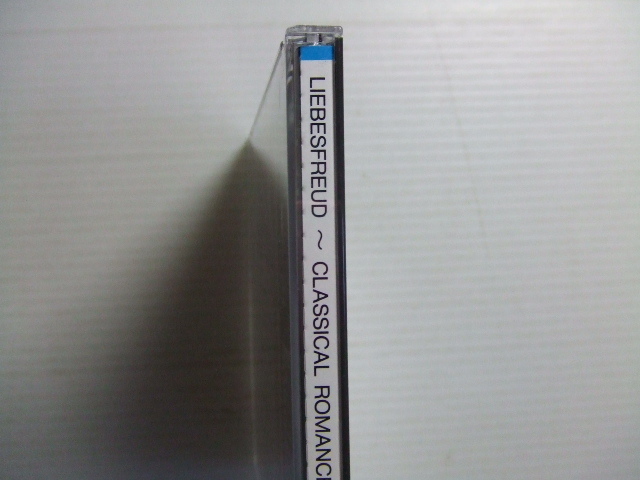 LIEBESFREUD ～ CLASSICAL ROMANC